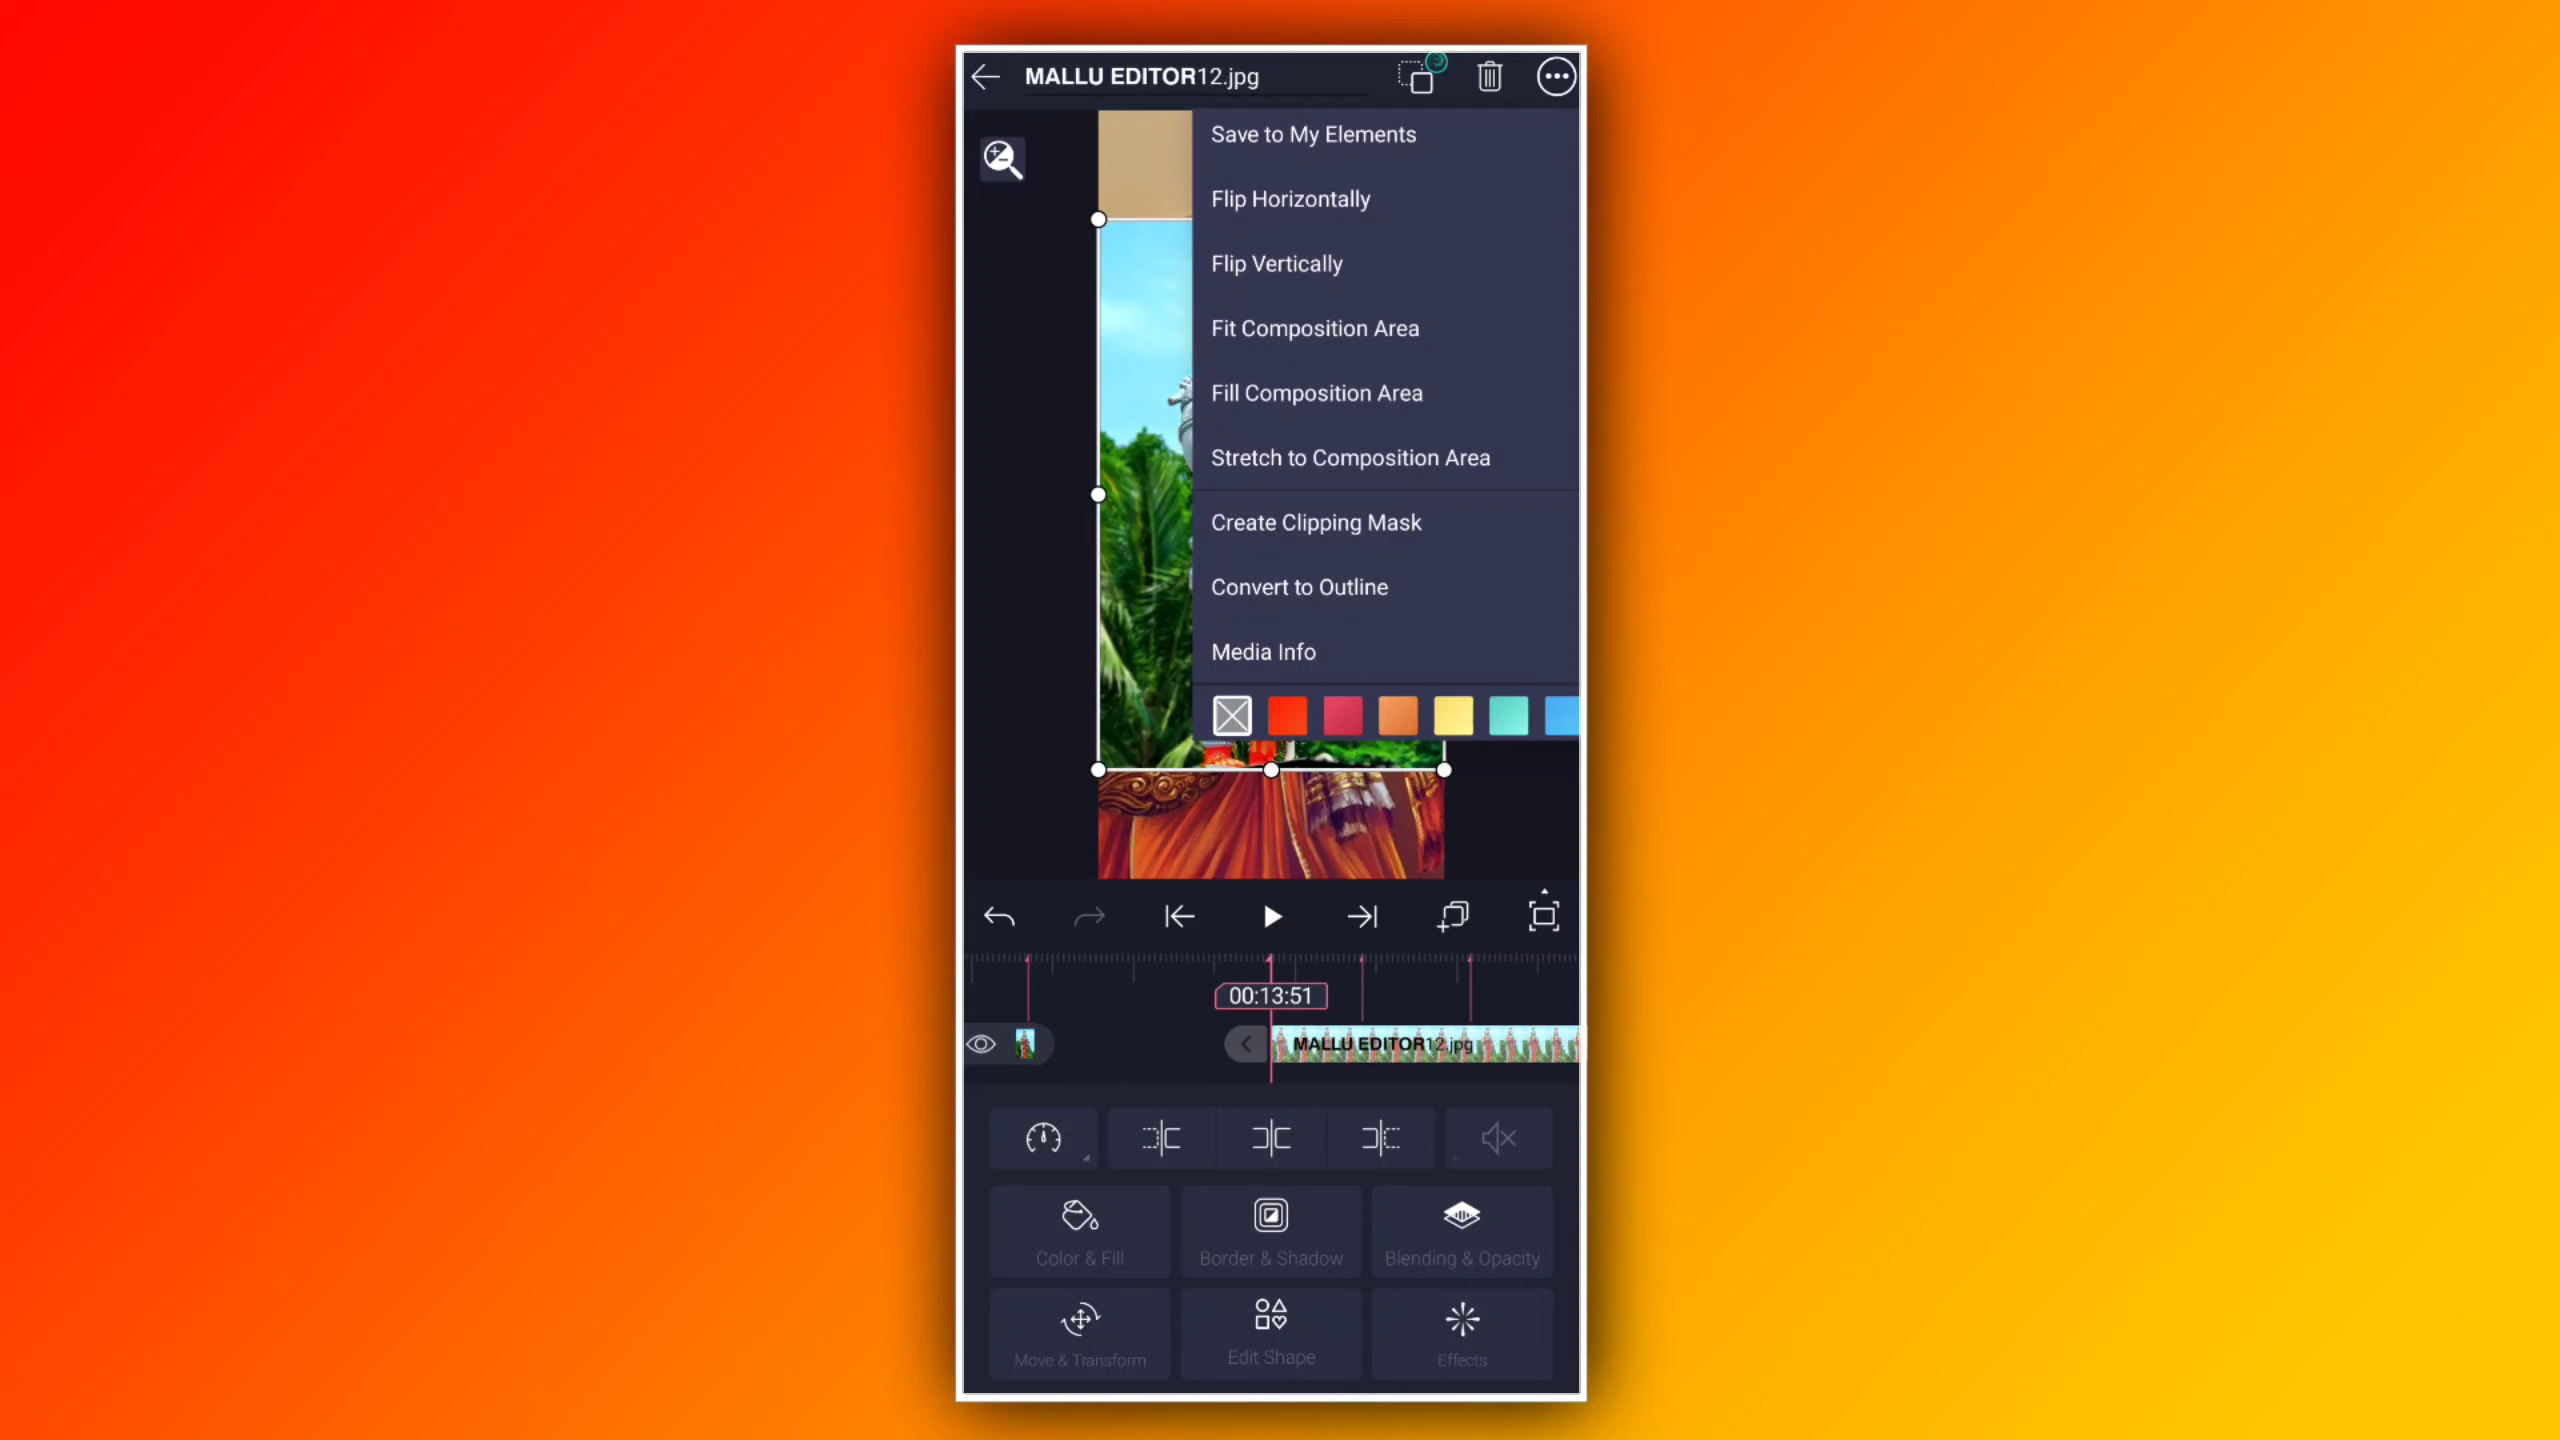 MALLU EDITOR12.jpg
Save to My Elements
Flip Horizontally
Flip Vertically
Fit Composition Area
Fill Composition Area
Stretch to Composition Area
Create Clipping Mask
Convert to Outline
Media Info
00:13:51
MALLU EDITOR12.jpg
Color & Fill
Border & Shadow
Blending & Opacity
Move & Transform
Edit Shape
Effects